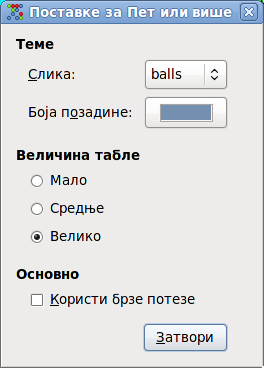 Поставке за Пет или више
Теме
Слика:
balls
Боја позадине:
Величина табле
Мало
Средње
Велико
Основно
Користи брзе потезе
Затвори